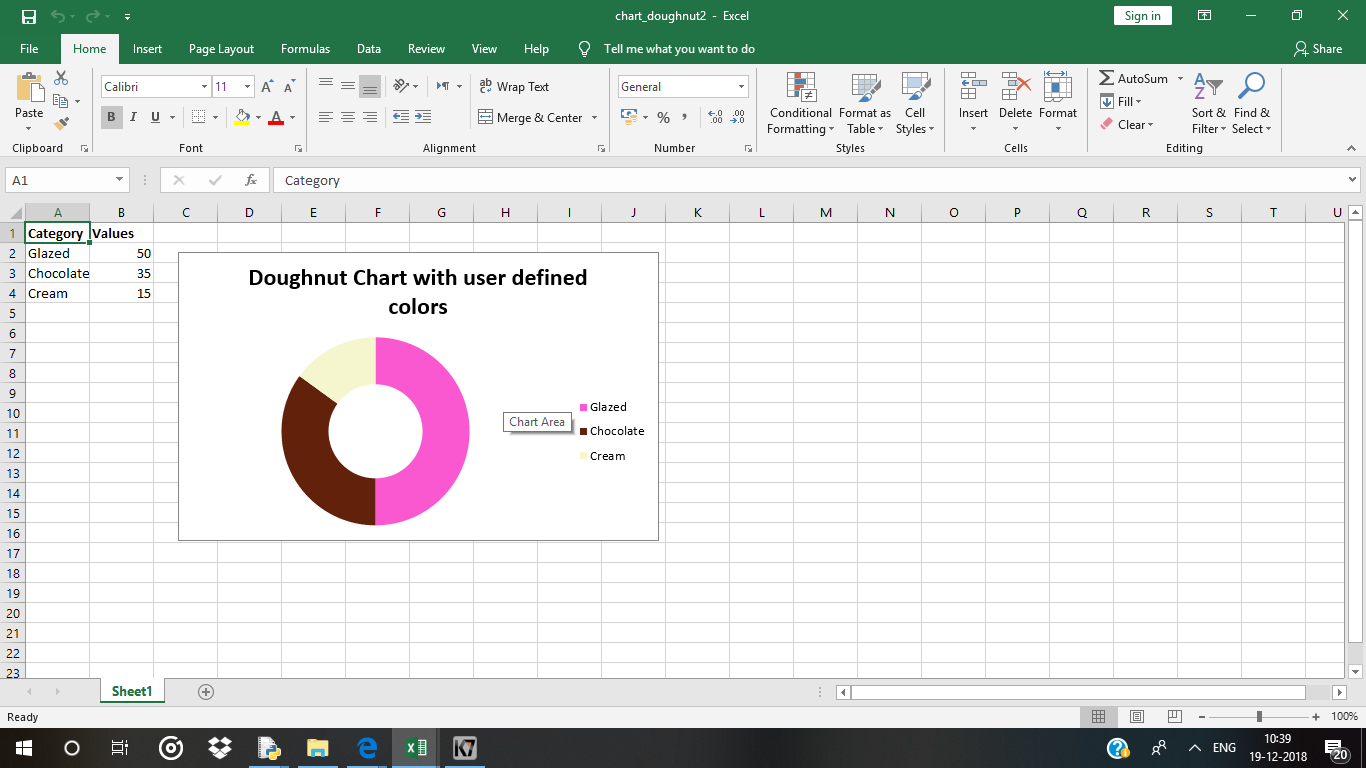 chart_doughnut2 - Excel
Sign in
File Home Insert Page Layout Formulas Data Review View Help Tell me what you want to do Share
Paste
Clipboard
Calibri 11
B I U A
Font
ab Wrap Text
Merge & Center
Alignment
General
% ,
Number
Conditional Formatting
Format as Table
Cell Styles
Styles
Insert Delete Format
Cells
AutoSum
Fill
Clear
Sort & Filter
Find & Select
Editing
A1 fx Category
A B C D E F G H I J K L M N O P Q R S T U
1 Category Values
2 Glazed 50
3 Chocolate 35
4 Cream 15
5
6
7
8
9
10
11
12
13
14
15
16
17
18
19
20
21
22
23
Doughnut Chart with user defined
colors
Glazed
Chocolate
Cream
Chart Area
Sheet1
Ready 100%
K7
ENG
10:39
19-12-2018
20